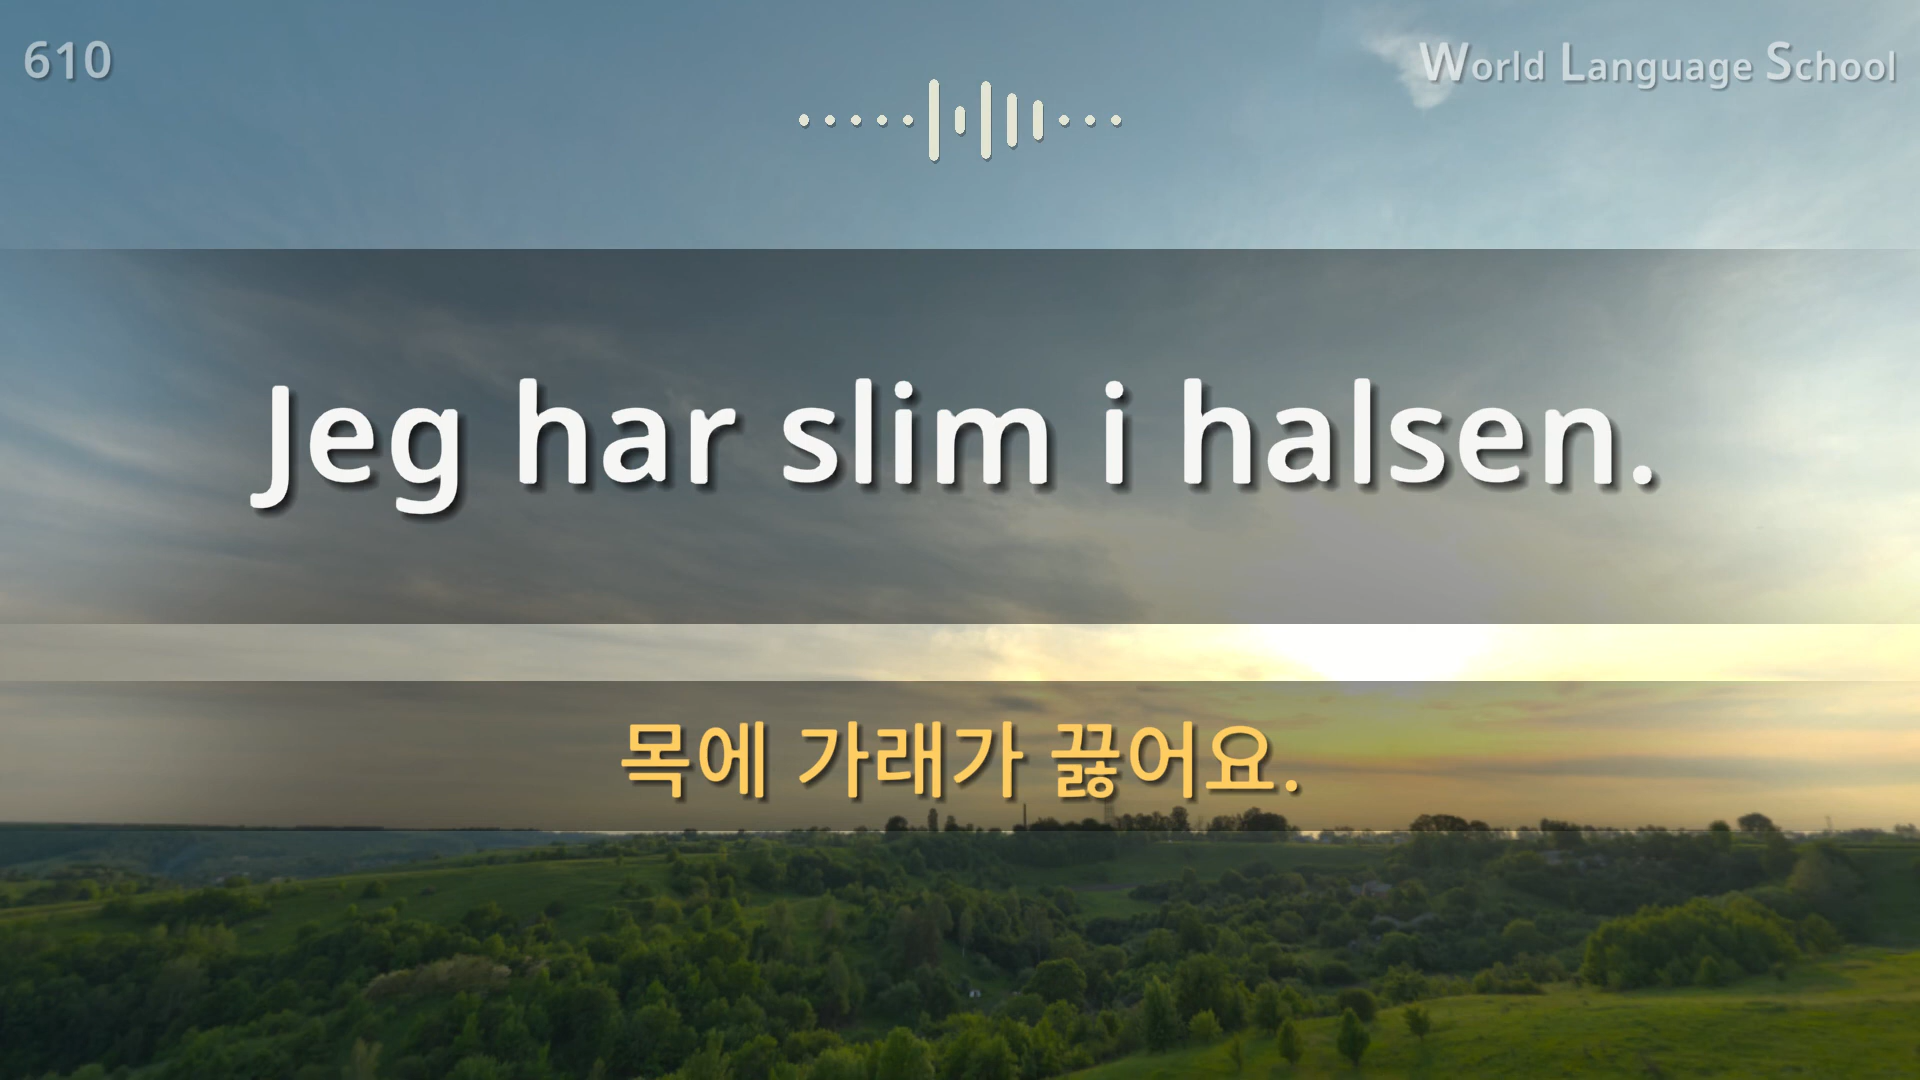 610
World Language School
Jeg har slim i halsen.
목에 가래가 끓어요.